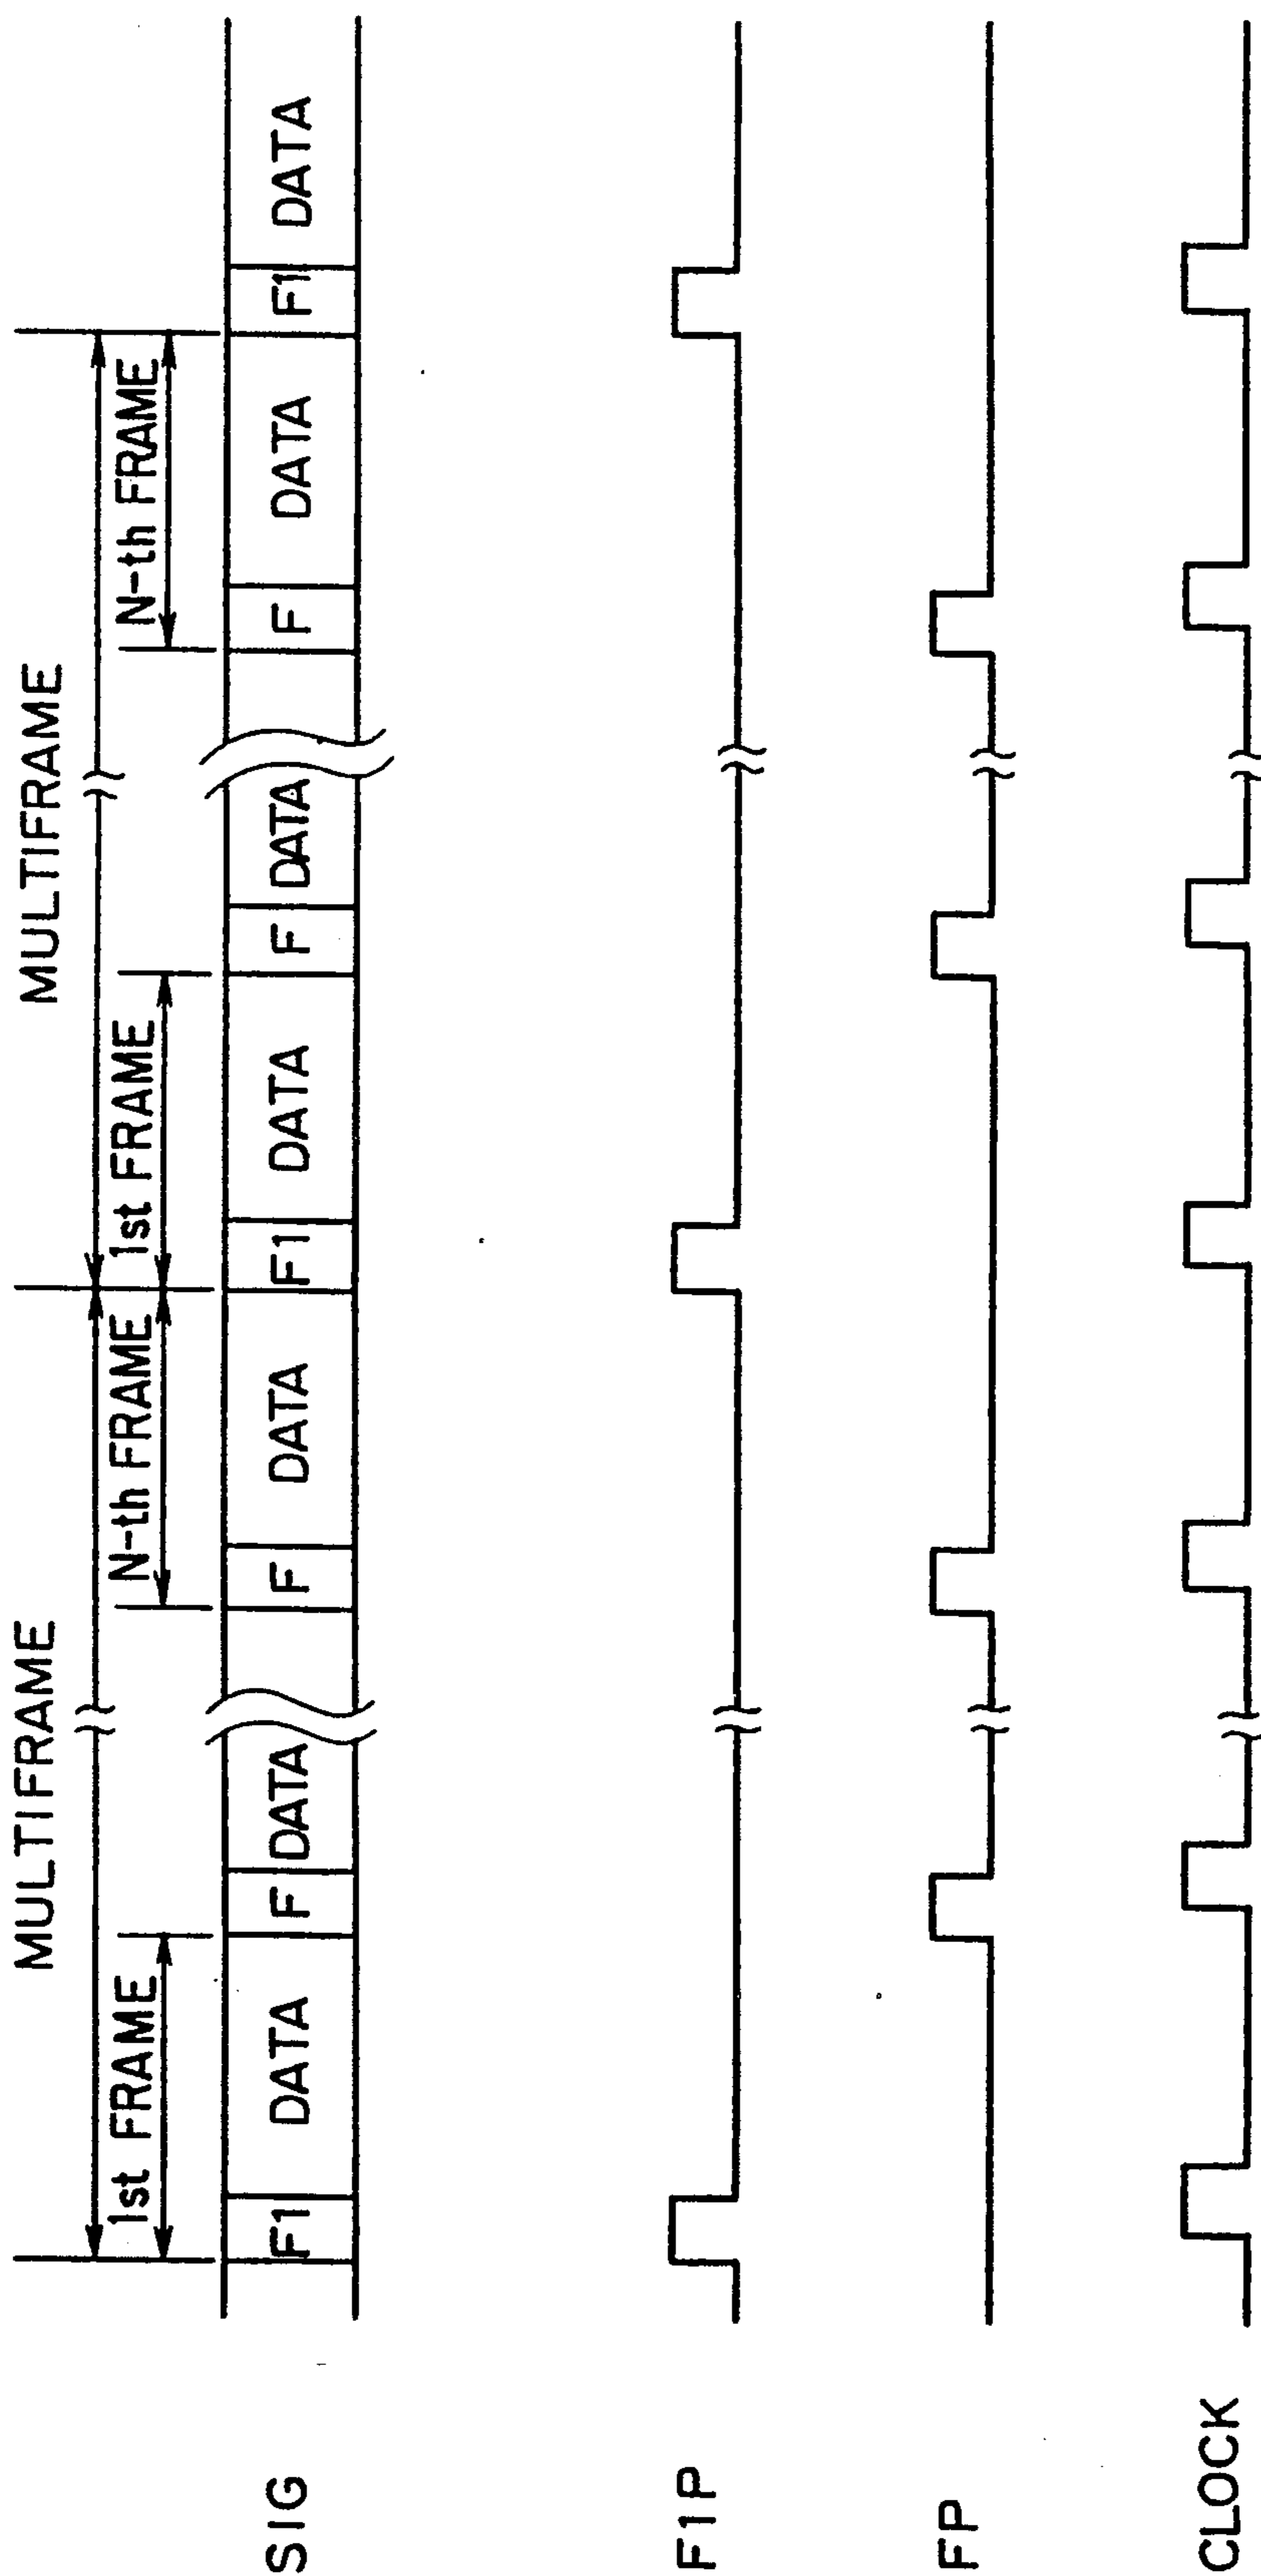 MULTIFRAME MULTIFRAME
1st FRAME N-th FRAME 1st FRAME N-th FRAME
SIG F1 DATA F DATA F DATA F1 DATA F DATA F DATA F1 DATA
F1P
FP
CLOCK